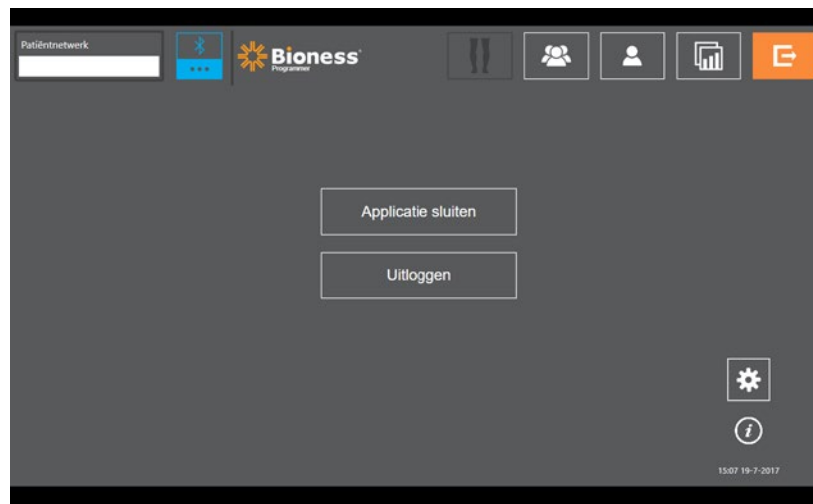 Patiëntnetwerk
Bioness
Programmer
Applicatie sluiten
Uitloggen
i
15:07 19-7-2017